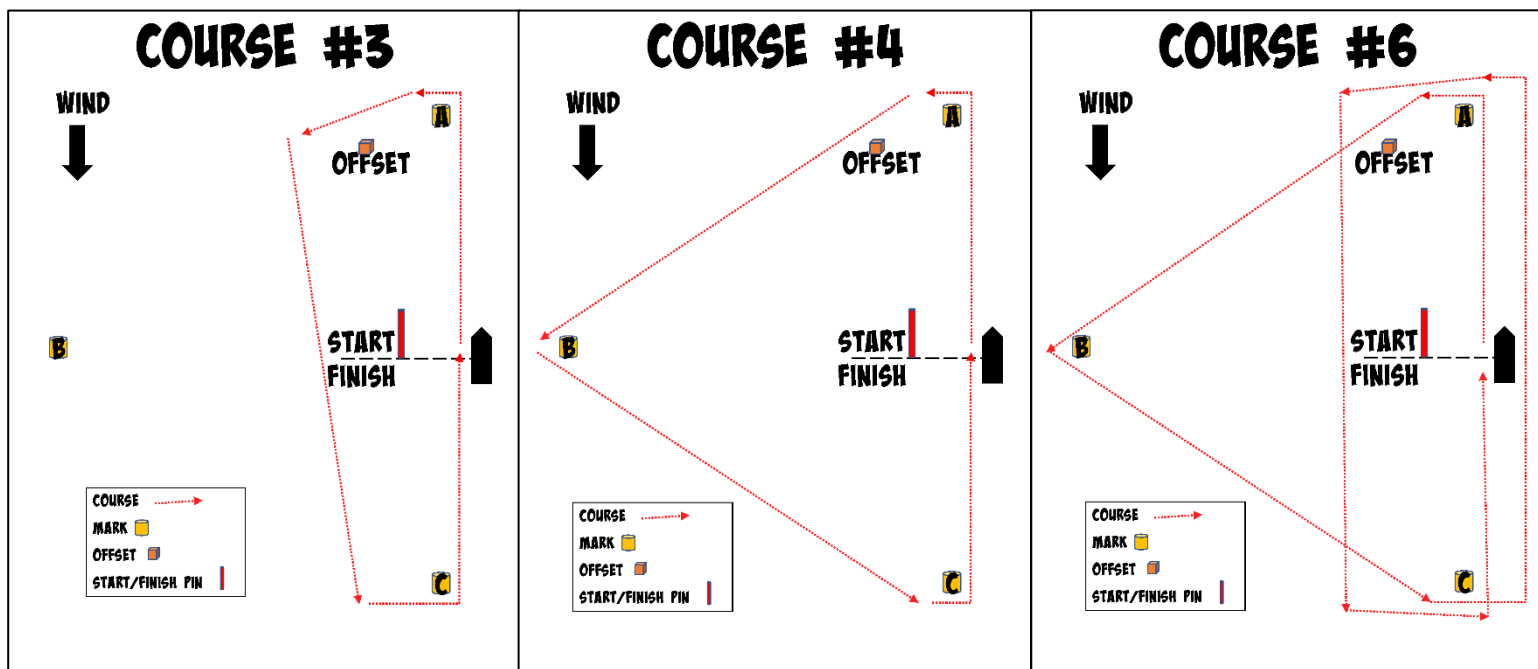 COURSE #3
WIND
A
OFFSET
B
START
FINISH
COURSE
MARK
OFFSET
START/FINISH PIN
C
COURSE #4
WIND
A
OFFSET
B
START
FINISH
COURSE
MARK
OFFSET
START/FINISH PIN
C
COURSE #6
WIND
A
OFFSET
B
START
FINISH
COURSE
MARK
OFFSET
START/FINISH PIN
C